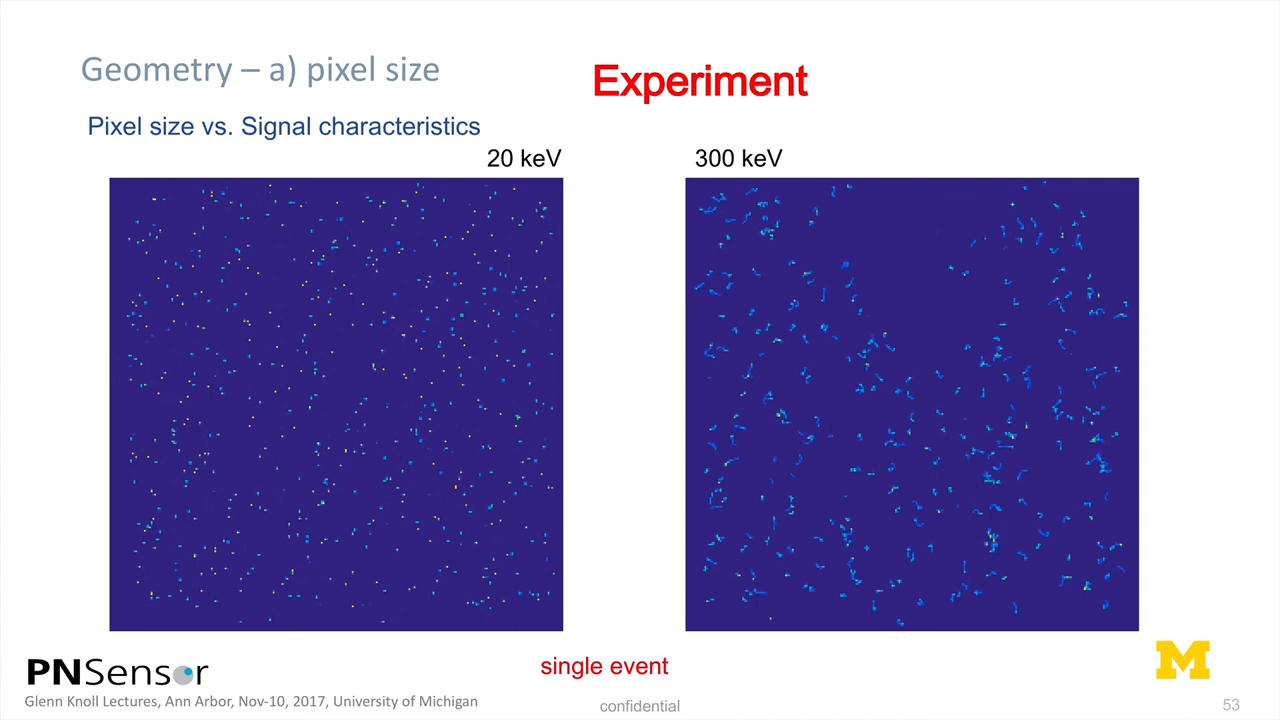 Geometry – a) pixel size
Experiment
Pixel size vs. Signal characteristics
20 keV
300 keV
single event
PNSensor
M
Glenn Knoll Lectures, Ann Arbor, Nov-10, 2017, University of Michigan
confidential
53